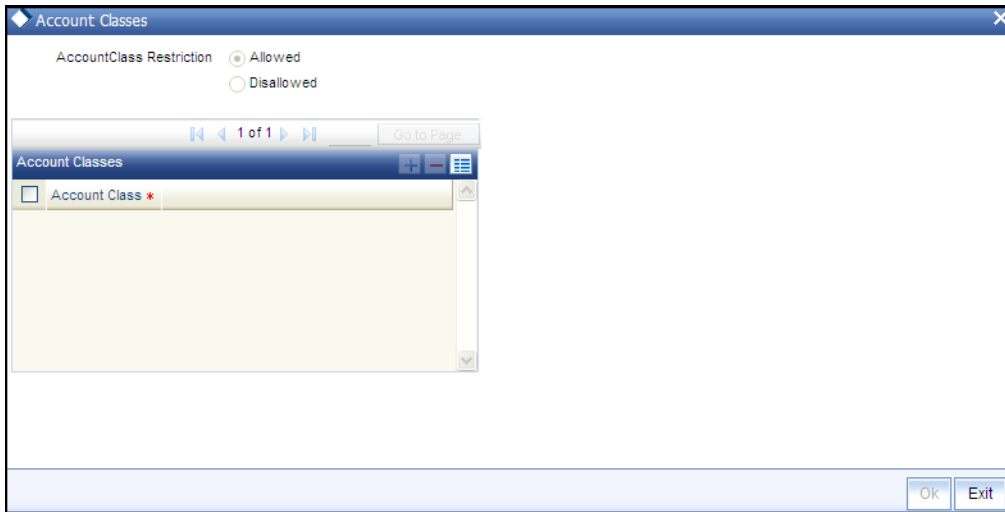 Account Classes
AccountClass Restriction Allowed
Disallowed
1 of 1 Go to Page
Account Classes
Account Class *
Ok Exit